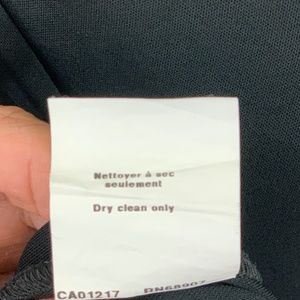 Nettoyer à sec
seulement
Dry clean only
CA01217